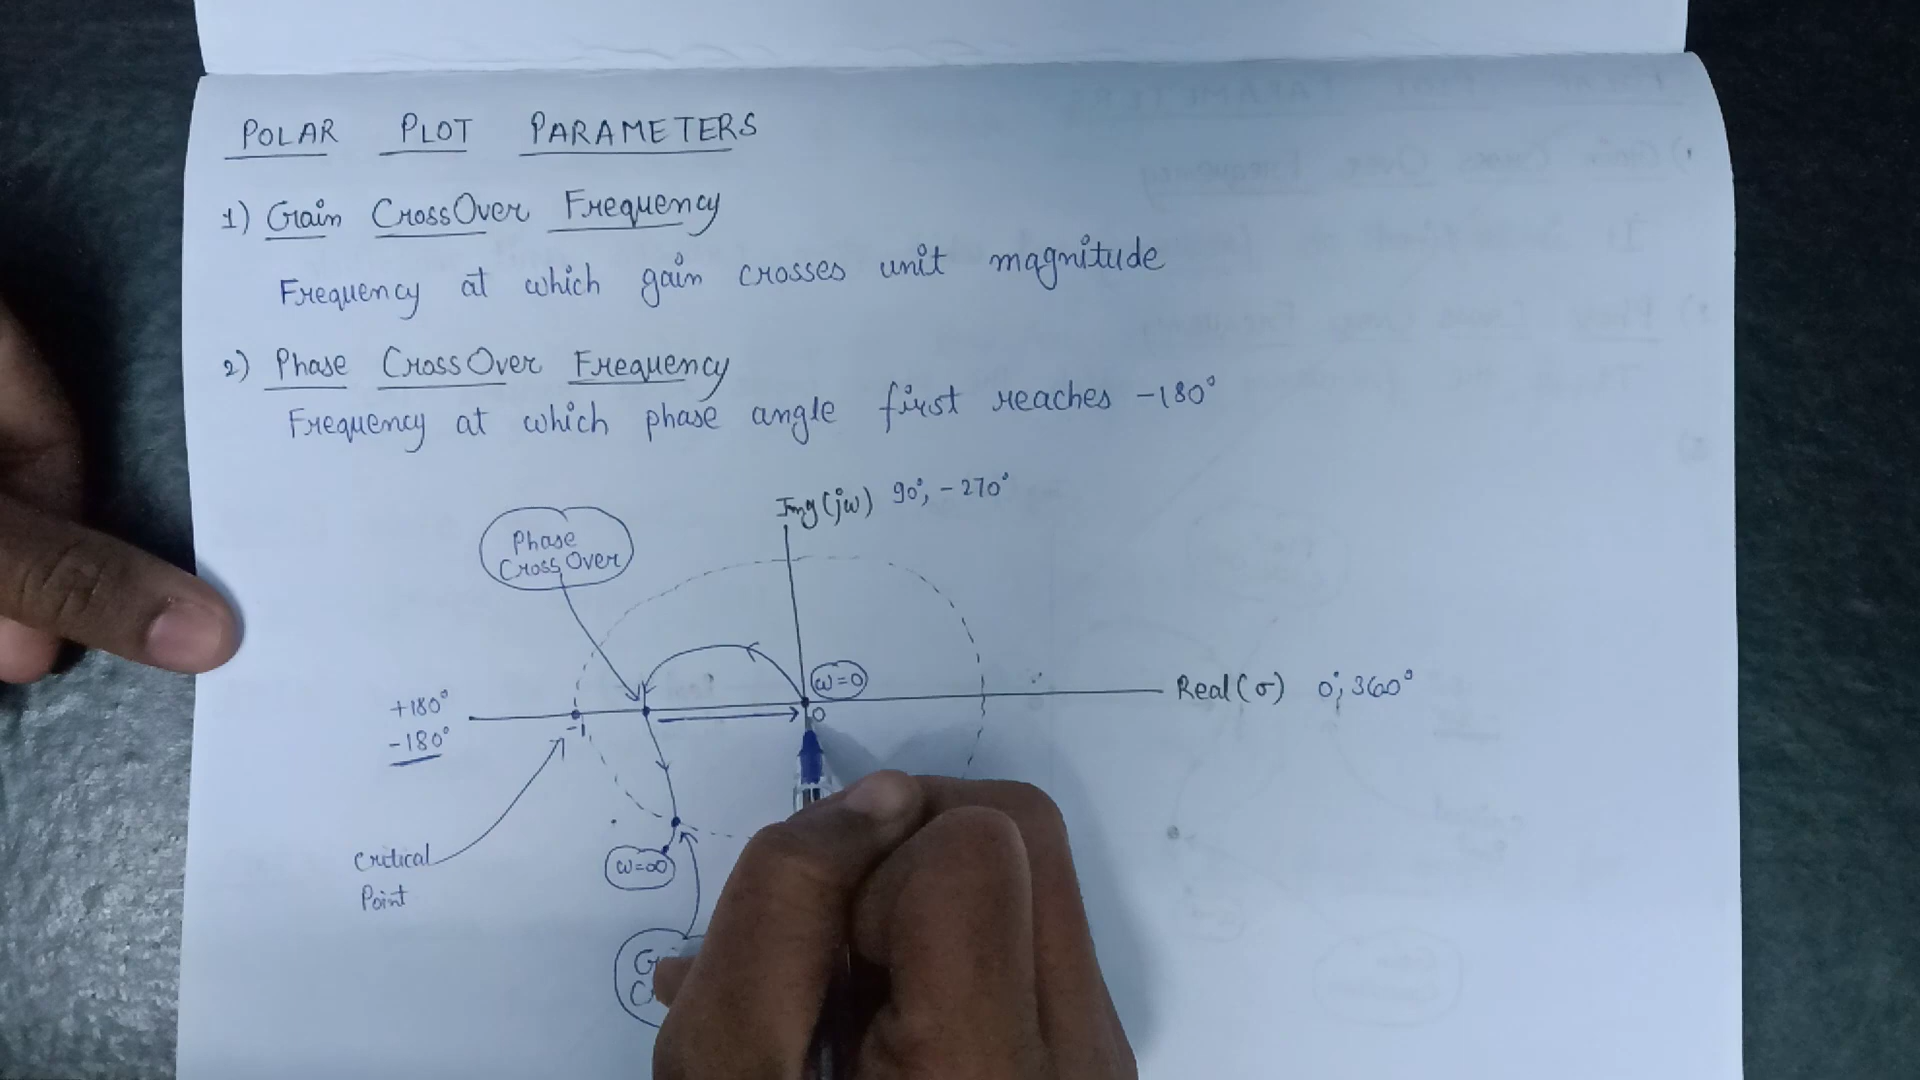 POLAR PLOT PARAMETERS
1) Gain CrossOver Frequency
Frequency at which gain crosses unit magnitude
2) Phase CrossOver Frequency
Frequency at which phase angle first reaches -180°
Img(jω) 90°, -270°
Phase
Cross Over
ω=0
+180°
-180°
-1
0
Real(σ) 0°, 360°
Critical
Point
ω=∞